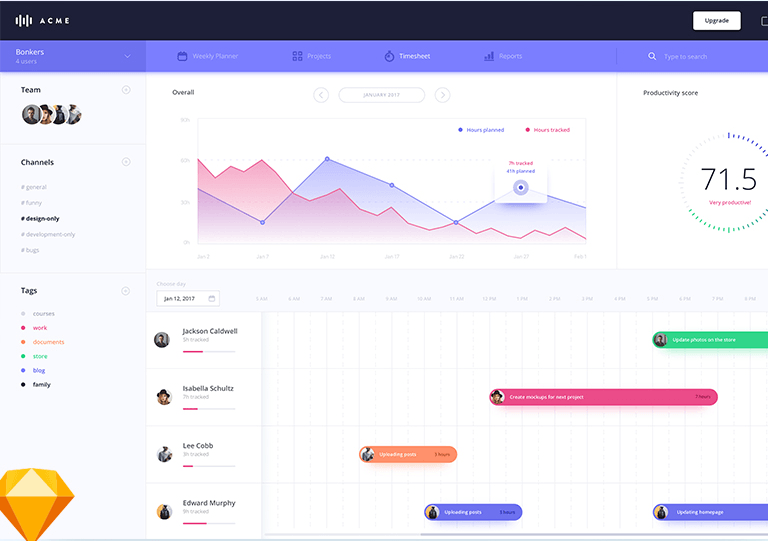 ACME
Upgrade
Bonkers
4 users
Weekly Planner
Projects
Timesheet
Reports
Type to search
Team
Channels
# general
# funny
# design-only
# development-only
# bugs
Tags
courses
work
documents
store
blog
family
Overall
JANUARY 2017
Hours planned
Hours tracked
90h
60h
30h
0h
7h tracked
41h planned
Jan 2
Jan 7
Jan 12
Jan 17
Jan 22
Jan 27
Feb 1
Productivity score
71.5
Very productive!
Choose day
Jan 12, 2017
5 AM
6 AM
7 AM
8 AM
9 AM
10 AM
11 AM
12 PM
1 PM
2 PM
3 PM
4 PM
5 PM
6 PM
7 PM
8 PM
Jackson Caldwell
5h tracked
Update photos on the store
Isabella Schultz
7h tracked
Create mockups for next project
7 hours
Lee Cobb
3h tracked
Uploading posts
3 hours
Edward Murphy
9h tracked
Uploading posts
3 hours
Updating homepage